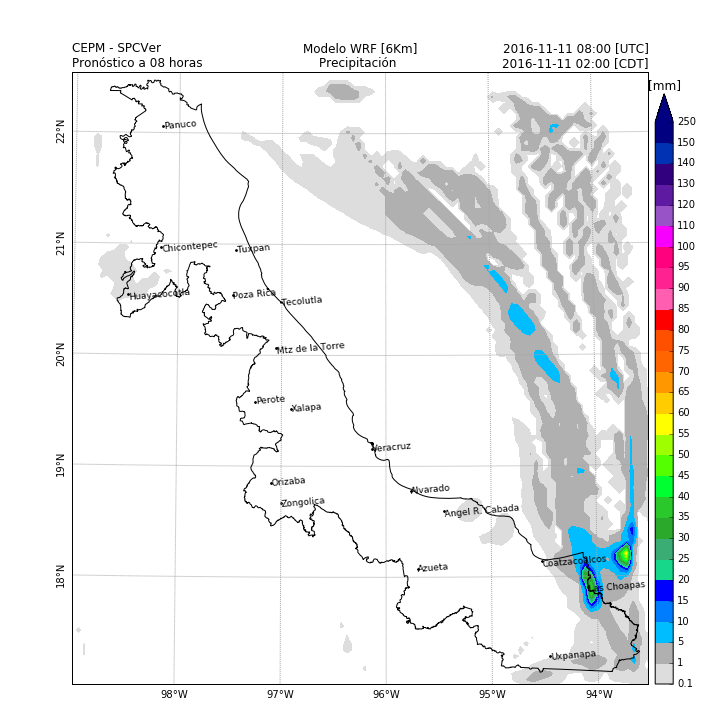 CEPM - SPCVer Modelo WRF [6Km] 2016-11-11 08:00 [UTC]
Pronóstico a 08 horas Precipitación 2016-11-11 02:00 [CDT]
[mm]
250
150
140
130
120
110
100
95
90
85
80
75
70
65
60
55
50
45
40
35
30
25
20
15
10
5
1
0.1
22°N
21°N
20°N
19°N
18°N
Panuco
Chicontepec
Tuxpan
Huayacocotla
Poza Rica
Tecolutla
Mtz de la Torre
Perote
Xalapa
Veracruz
Orizaba
Alvarado
Zongolica
Angel R. Cabada
Coatzacoalcos
Azueta
Las Choapas
Uxpanapa
98°W 97°W 96°W 95°W 94°W